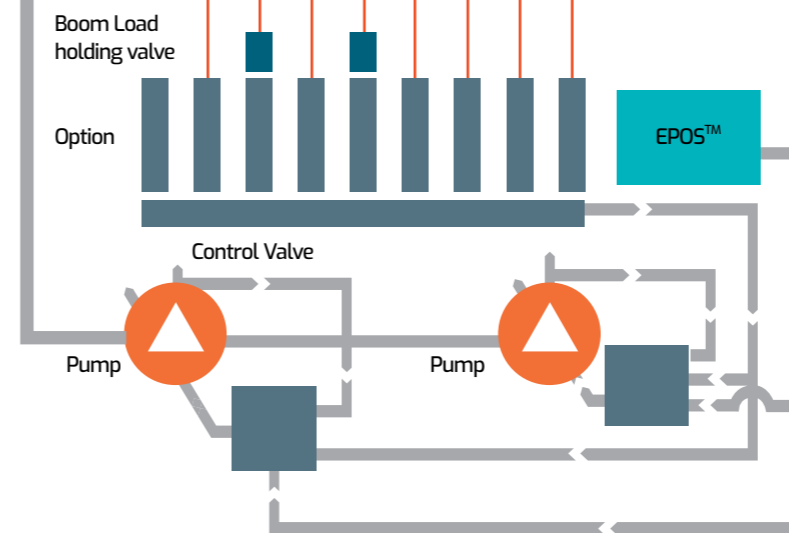 Boom Load
holding valve
Option
EPOS™
Control Valve
Pump
Pump